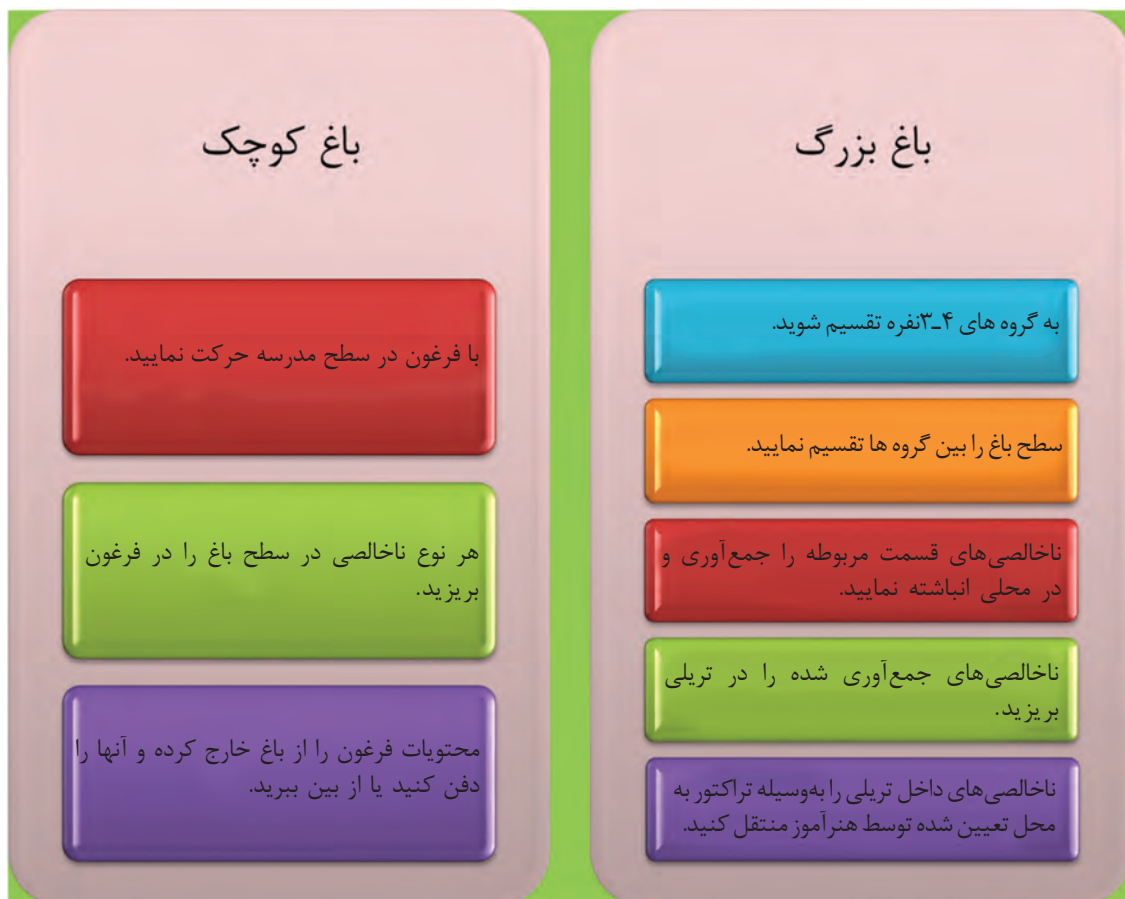 باغ بزرگ
به گروه های ۴ـ۳نفره تقسیم شوید.
سطح باغ را بین گروه ها تقسیم نمایید.
ناخالصی‌های قسمت مربوطه را جمع‌آوری و
در محلی انباشته نمایید.
ناخالصی‌های جمع‌آوری شده را در تریلی
بریزید.
ناخالصی‌های داخل تریلی را به‌وسیله تراکتور به
محل تعیین شده توسط هنرآموز منتقل کنید.
باغ کوچک
با فرغون در سطح مدرسه حرکت نمایید.
هر نوع ناخالصی در سطح باغ را در فرغون
بریزید.
محتویات فرغون را از باغ خارج کرده و آنها را
دفن کنید یا از بین ببرید.